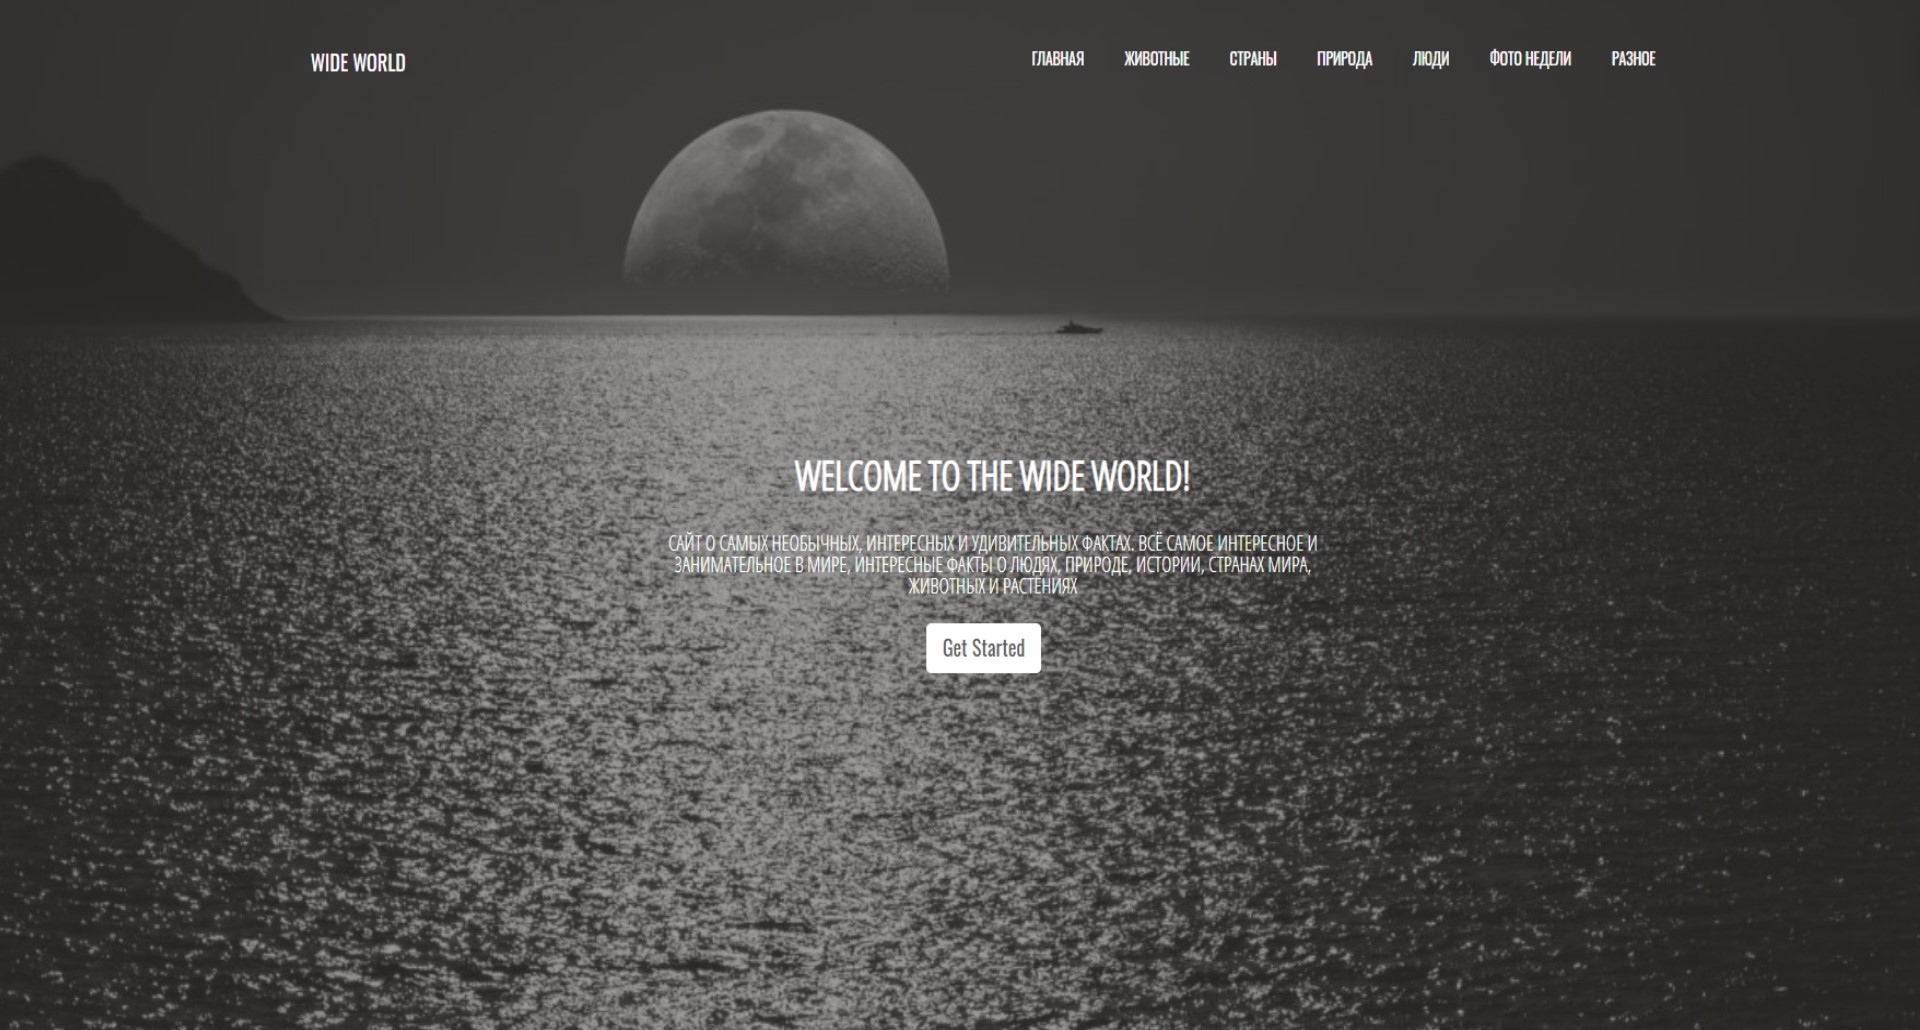 WIDE WORLD
ГЛАВНАЯ ЖИВОТНЫЕ СТРАНЫ ПРИРОДА ЛЮДИ ФОТО НЕДЕЛИ РАЗНОЕ
WELCOME TO THE WIDE WORLD!
САЙТ О САМЫХ НЕОБЫЧНЫХ, ИНТЕРЕСНЫХ И УДИВИТЕЛЬНЫХ ФАКТАХ. ВСЁ САМОЕ ИНТЕРЕСНОЕ И
ЗАНИМАТЕЛЬНОЕ В МИРЕ, ИНТЕРЕСНЫЕ ФАКТЫ О ЛЮДЯХ, ПРИРОДЕ, ИСТОРИИ, СТРАНАХ МИРА,
ЖИВОТНЫХ И РАСТЕНИЯХ
Get Started